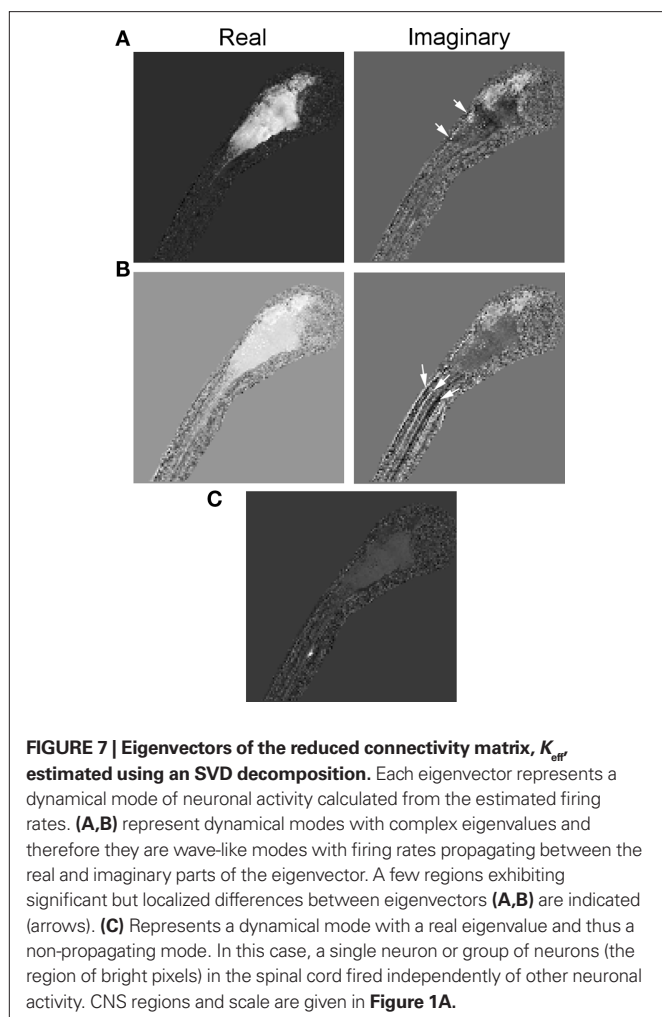 A
Real
Imaginary
B
C
FIGURE 7 | Eigenvectors of the reduced connectivity matrix, Keff,
estimated using an SVD decomposition. Each eigenvector represents a
dynamical mode of neuronal activity calculated from the estimated firing
rates. (A,B) represent dynamical modes with complex eigenvalues and
therefore they are wave-like modes with firing rates propagating between the
real and imaginary parts of the eigenvector. A few regions exhibiting
significant but localized differences between eigenvectors (A,B) are indicated
(arrows). (C) Represents a dynamical mode with a real eigenvalue and thus a
non-propagating mode. In this case, a single neuron or group of neurons (the
region of bright pixels) in the spinal cord fired independently of other neuronal
activity. CNS regions and scale are given in Figure 1A.